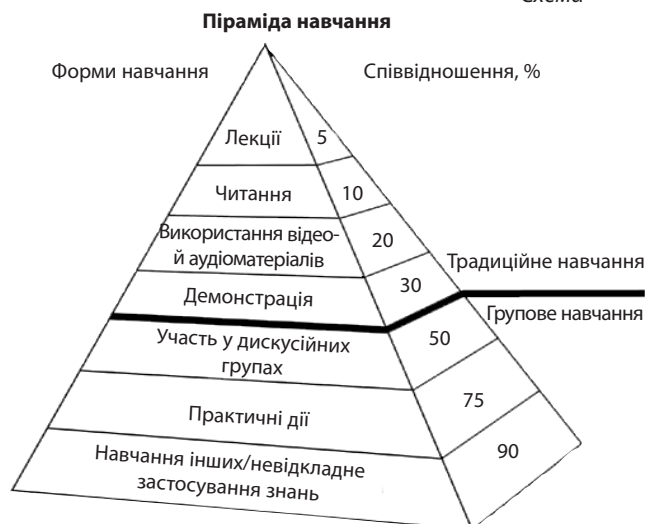 Схема
Піраміда навчання
Форми навчання
Співвідношення, %
Лекції 5
Читання 10
Використання відео-
й аудіоматеріалів 20
Демонстрація 30
Традиційне навчання
Групове навчання
Участь у дискусійних
групах 50
Практичні дії 75
Навчання інших/невідкладне
застосування знань 90